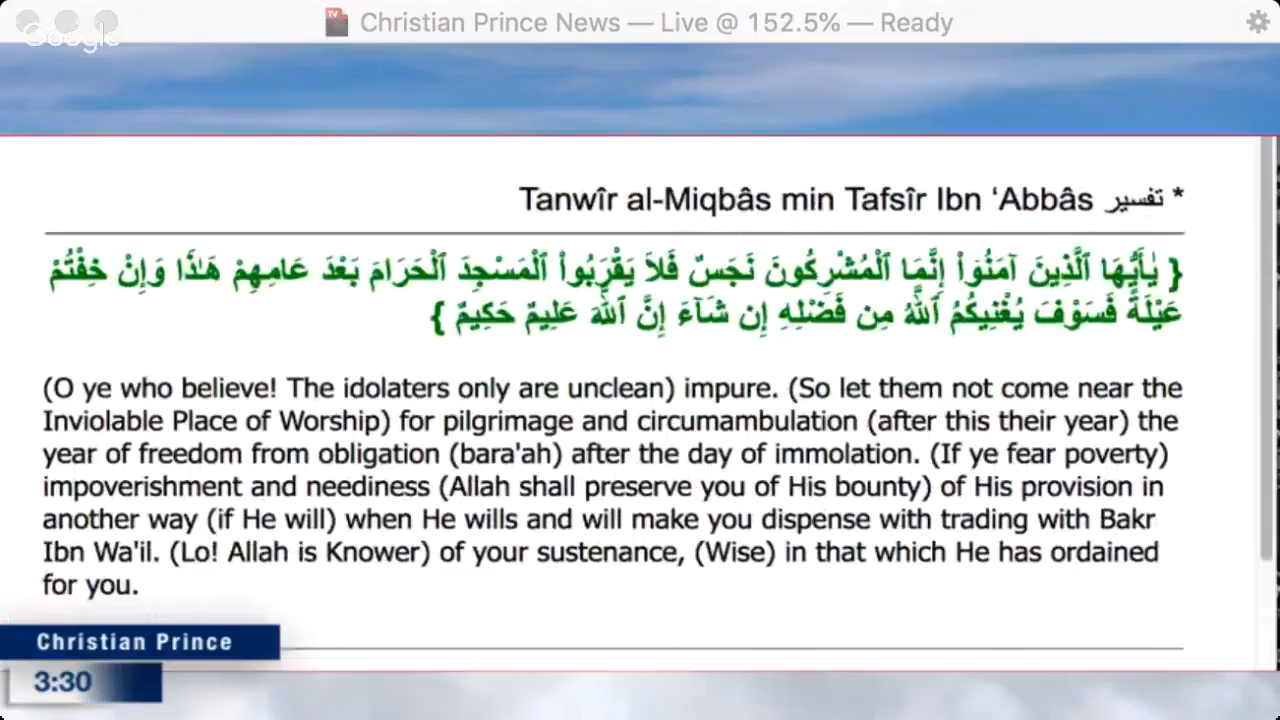 Christian Prince News — Live @ 152.5% — Ready
Google
TV
* تفسير Tanwîr al-Miqbâs min Tafsîr Ibn ‘Abbâs
{ يٰأَيُّهَا ٱلَّذِينَ آمَنُوۤاْ إِنَّمَا ٱلْمُشْرِكُونَ نَجَسٌ فَلاَ يَقْرَبُواْ ٱلْمَسْجِدَ ٱلْحَرَامَ بَعْدَ عَامِهِمْ هَـٰذَا وَإِنْ خِفْتُمْ
عَيْلَةً فَسَوْفَ يُغْنِيكُمُ ٱللَّهُ مِن فَضْلِهِ إِن شَآءَ إِنَّ ٱللَّهَ عَلِيمٌ حَكِيمٌ }
(O ye who believe! The idolaters only are unclean) impure. (So let them not come near the
Inviolable Place of Worship) for pilgrimage and circumambulation (after this their year) the
year of freedom from obligation (bara'ah) after the day of immolation. (If ye fear poverty)
impoverishment and neediness (Allah shall preserve you of His bounty) of His provision in
another way (if He will) when He wills and will make you dispense with trading with Bakr
Ibn Wa'il. (Lo! Allah is Knower) of your sustenance, (Wise) in that which He has ordained
for you.
Christian Prince
3:30